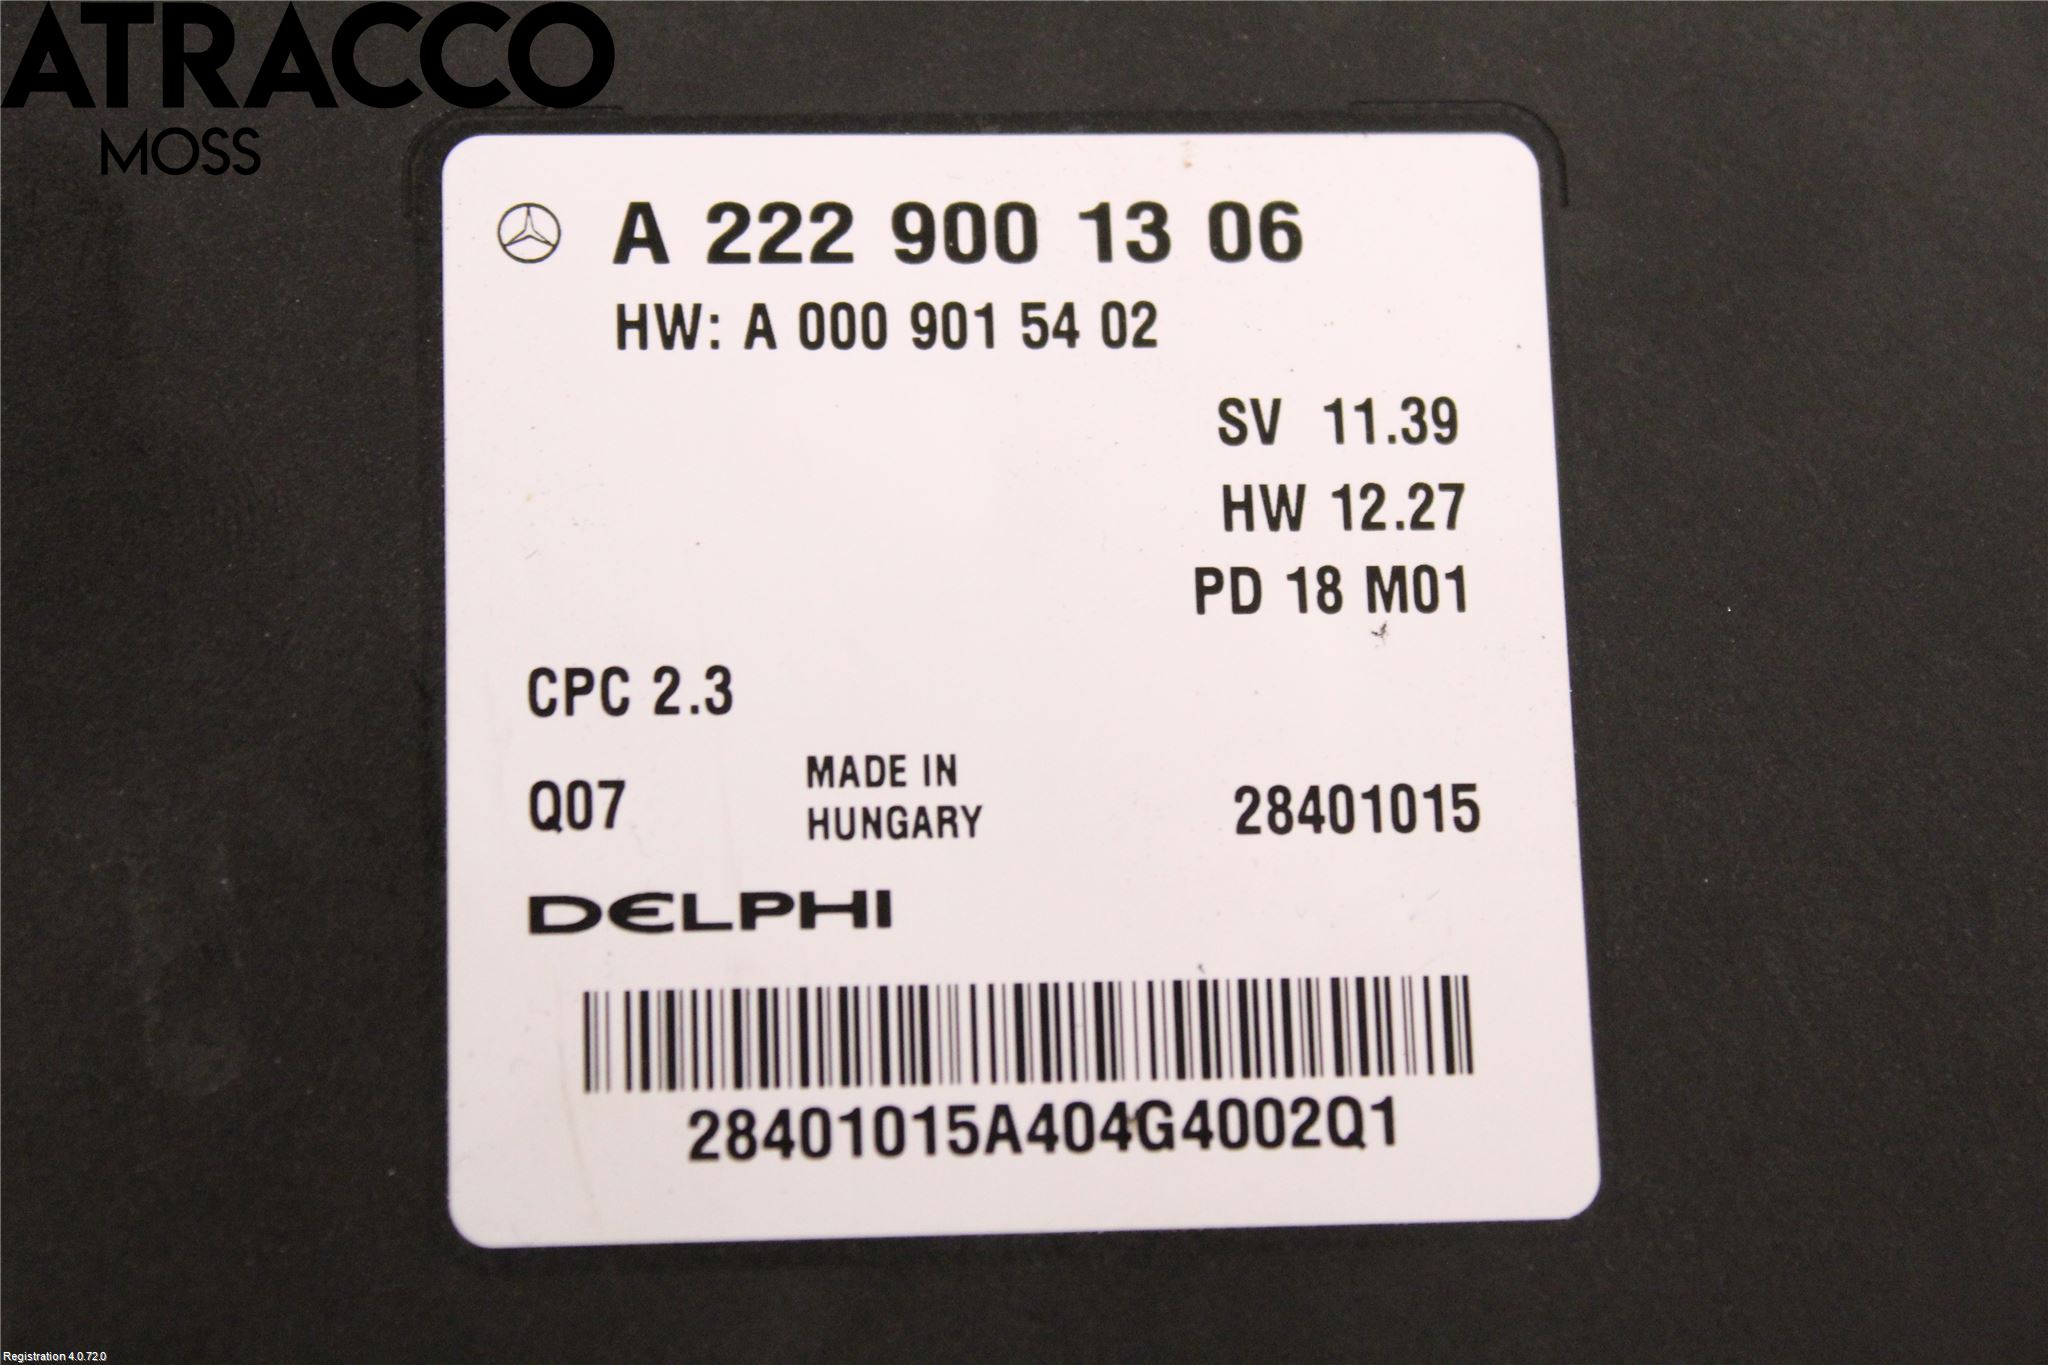 ATRACCO
MOSS
A 222 900 13 06
HW: A 000 901 54 02
SV 11.39
HW 12.27
PD 18 M01
CPC 2.3
Q07
MADE IN
HUNGARY
28401015
DELPHI
28401015A404G4002Q1
Registration 4.0.72.0